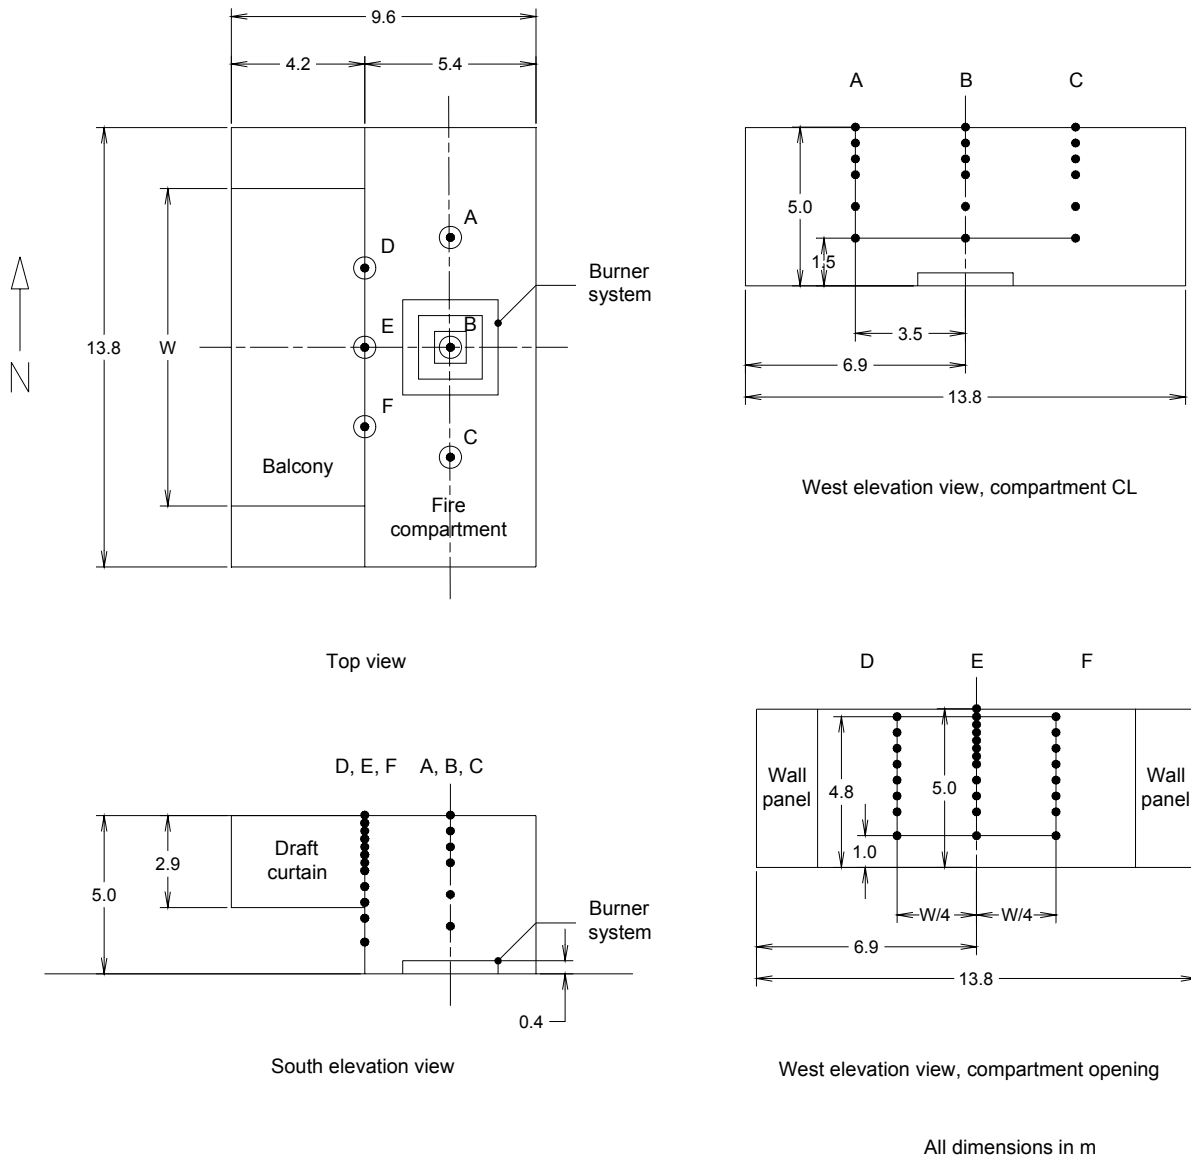 9.6
4.2
5.4
A
D
Burner
system
E
B
13.8
W
N
F
C
Balcony
Fire
compartment
Top view
A
B
C
5.0
1.5
3.5
6.9
13.8
West elevation view, compartment CL
D, E, F
A, B, C
Draft
curtain
2.9
5.0
Burner
system
0.4
South elevation view
D
E
F
Wall
panel
4.8
5.0
Wall
panel
1.0
W/4
W/4
6.9
13.8
West elevation view, compartment opening
All dimensions in m